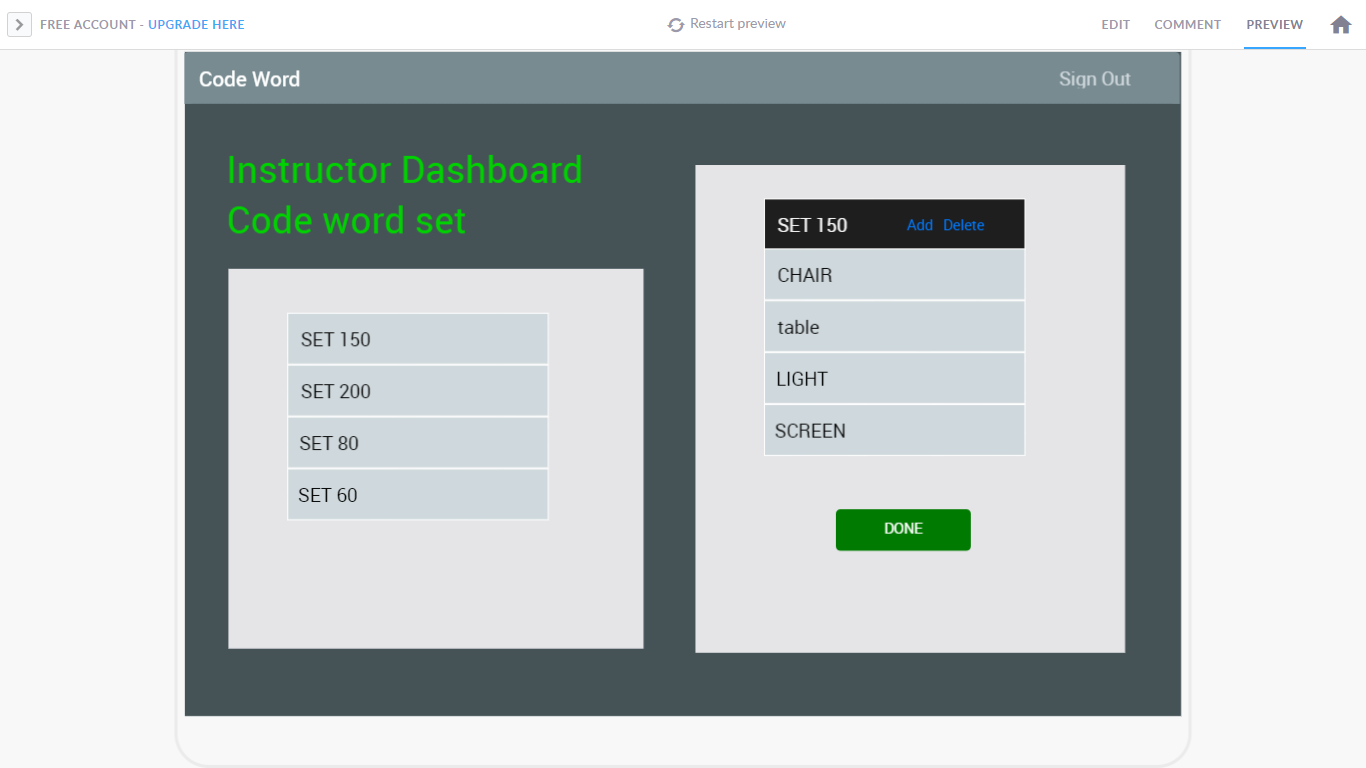 FREE ACCOUNT - UPGRADE HERE
Restart preview
EDIT COMMENT PREVIEW
Code Word
Sign Out
Instructor Dashboard
Code word set
SET 150
SET 200
SET 80
SET 60
SET 150 Add Delete
CHAIR
table
LIGHT
SCREEN
DONE